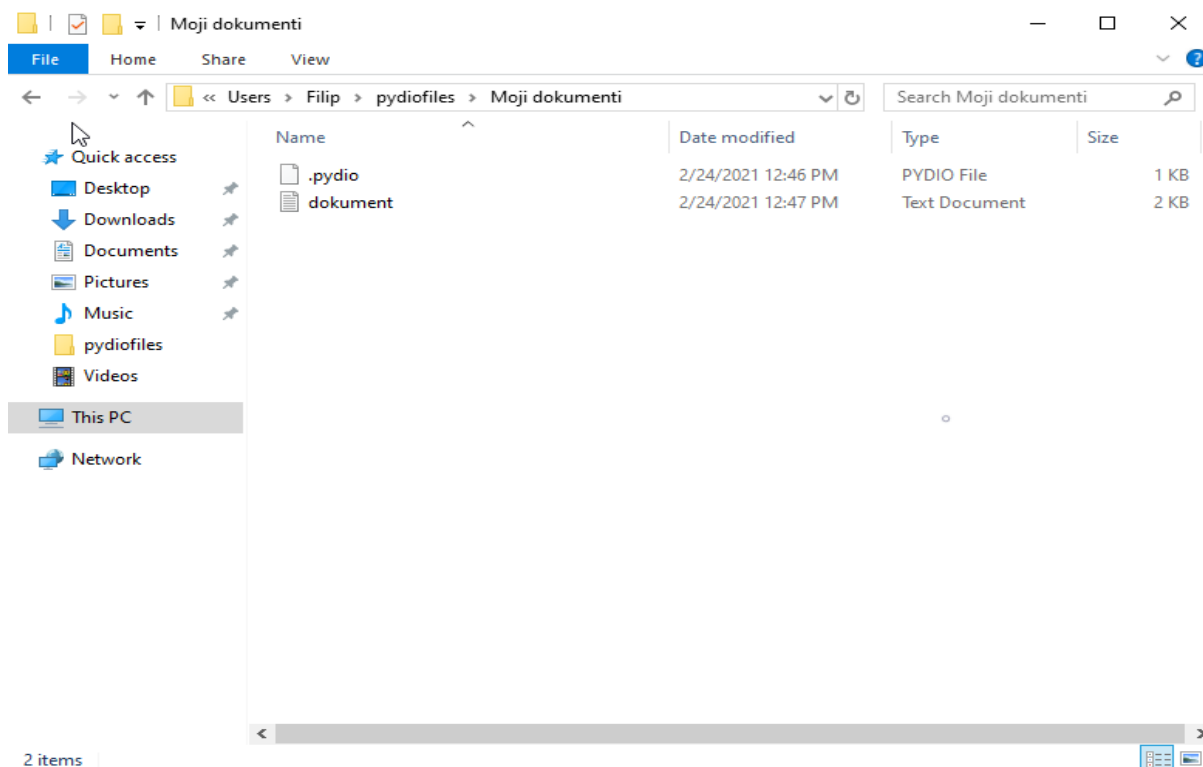 Moji dokumenti
File Home Share View
« Users > Filip > pydiofiles > Moji dokumenti Search Moji dokumenti
Name Date modified Type Size
Quick access
.pydio 2/24/2021 12:46 PM PYDIO File 1 KB
Desktop
dokument 2/24/2021 12:47 PM Text Document 2 KB
Downloads
Documents
Pictures
Music
pydiofiles
Videos
This PC
Network
2 items